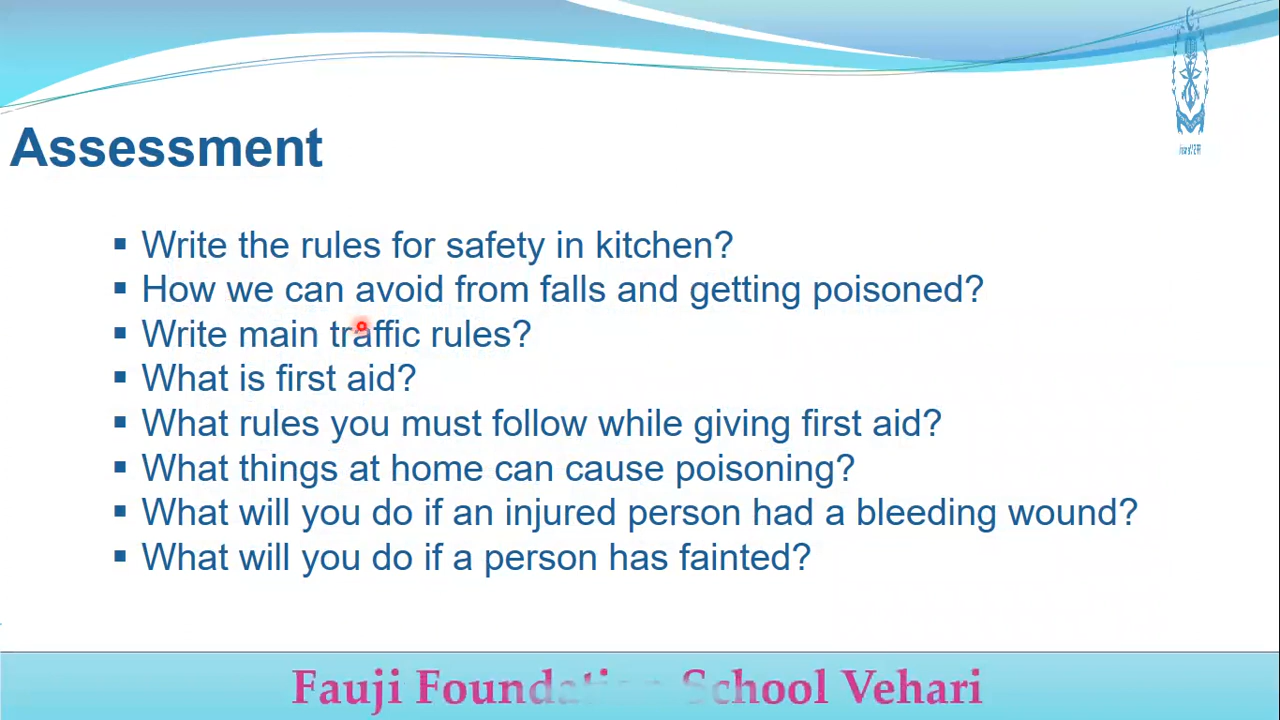 Assessment
Write the rules for safety in kitchen?
How we can avoid from falls and getting poisoned?
Write main traffic rules?
What is first aid?
What rules you must follow while giving first aid?
What things at home can cause poisoning?
What will you do if an injured person had a bleeding wound?
What will you do if a person has fainted?
Fauji Foundation School Vehari